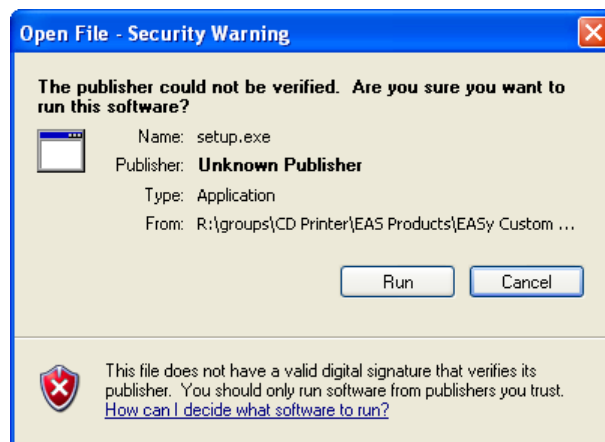 Open File - Security Warning
The publisher could not be verified.  Are you sure you want to
run this software?
Name: setup.exe
Publisher: Unknown Publisher
Type: Application
From: R:\groups\CD Printer\EAS Products\EASy Custom ...
Run Cancel
This file does not have a valid digital signature that verifies its
publisher.  You should only run software from publishers you trust.
How can I decide what software to run?